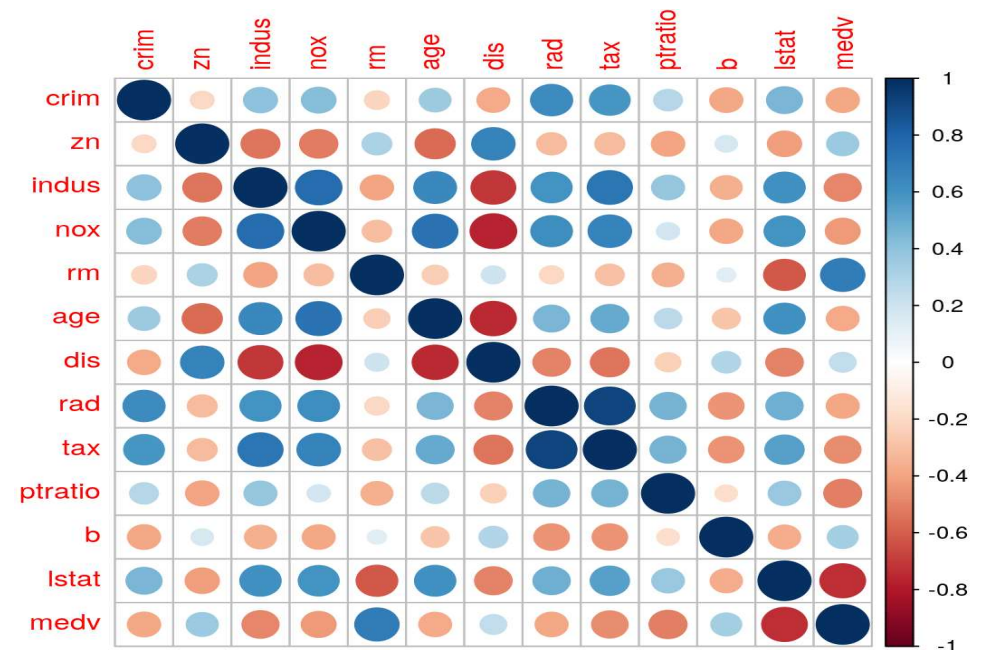 crim zn indus nox rm age dis rad tax ptratio b lstat medv
crim
zn
indus
nox
rm
age
dis
rad
tax
ptratio
b
lstat
medv
1
0.8
0.6
0.4
0.2
0
-0.2
-0.4
-0.6
-0.8
-1